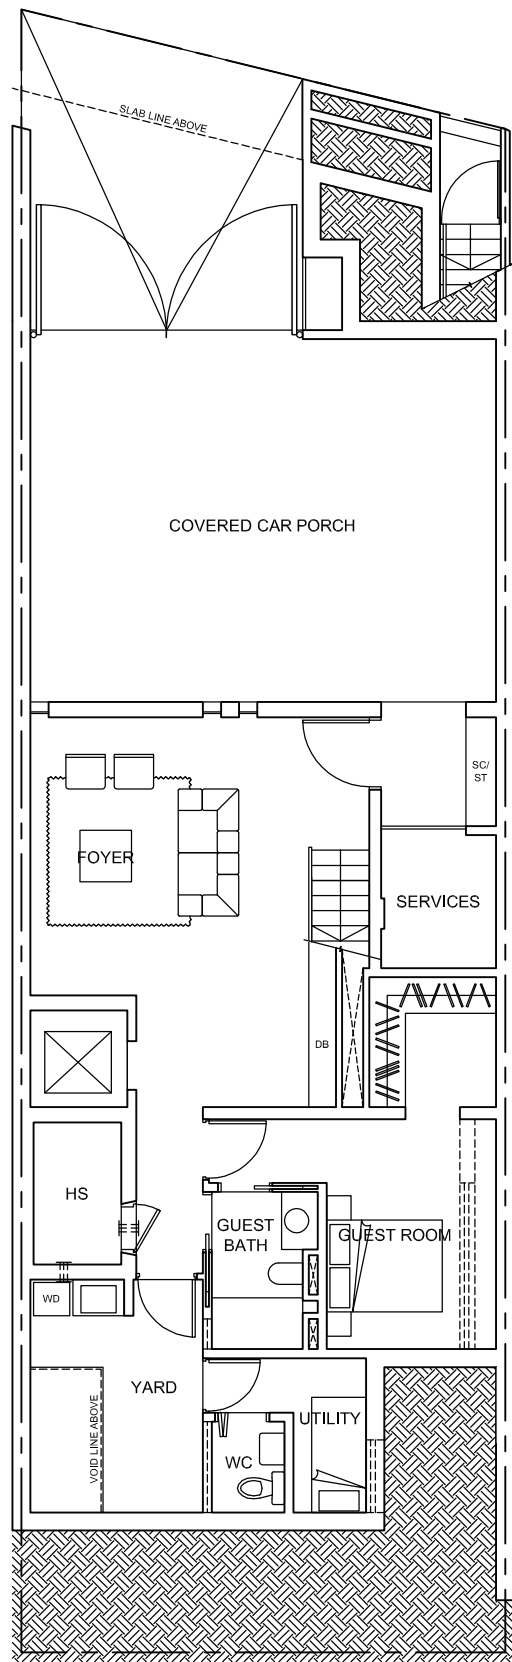 SLAB LINE ABOVE
COVERED CAR PORCH
SC/
ST
FOYER
SERVICES
DB
HS
GUEST
BATH
GUEST ROOM
WD
YARD
VOID LINE ABOVE
UTILITY
WC